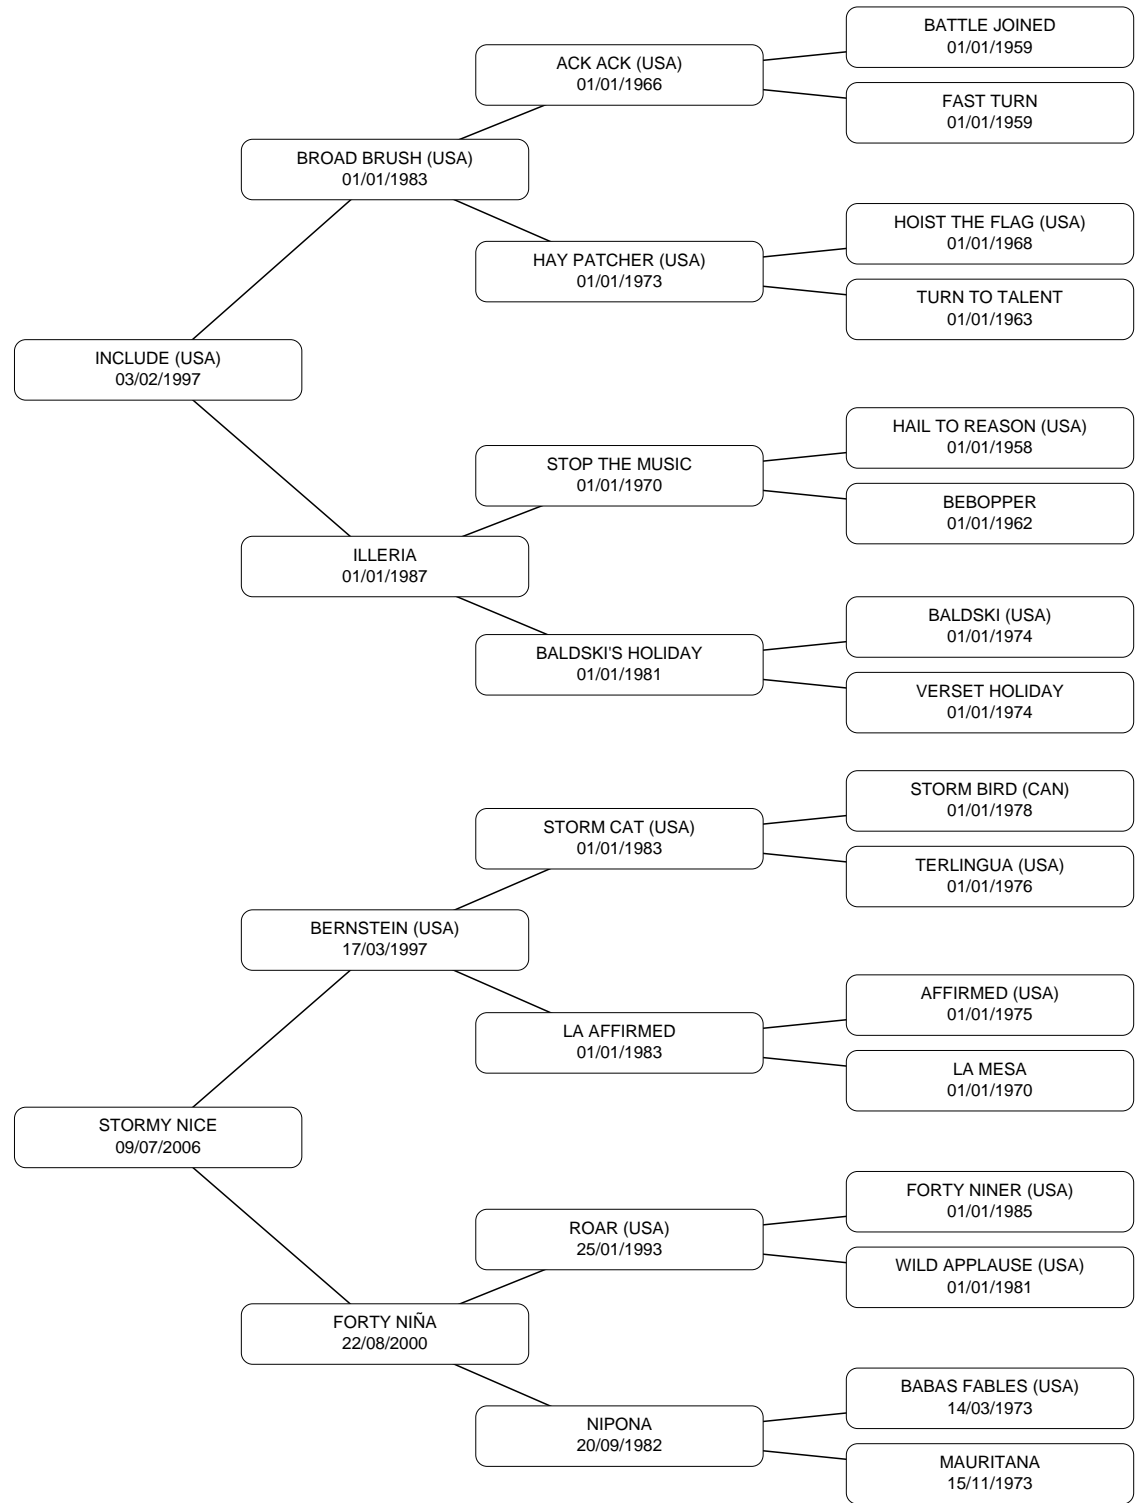 BATTLE JOINED
01/01/1959
ACK ACK (USA)
01/01/1966
FAST TURN
01/01/1959
BROAD BRUSH (USA)
01/01/1983
HOIST THE FLAG (USA)
01/01/1968
HAY PATCHER (USA)
01/01/1973
TURN TO TALENT
01/01/1963
INCLUDE (USA)
03/02/1997
HAIL TO REASON (USA)
01/01/1958
STOP THE MUSIC
01/01/1970
BEBOPPER
01/01/1962
ILLERIA
01/01/1987
BALDSKI (USA)
01/01/1974
BALDSKI'S HOLIDAY
01/01/1981
VERSET HOLIDAY
01/01/1974
STORM BIRD (CAN)
01/01/1978
STORM CAT (USA)
01/01/1983
TERLINGUA (USA)
01/01/1976
BERNSTEIN (USA)
17/03/1997
AFFIRMED (USA)
01/01/1975
LA AFFIRMED
01/01/1983
LA MESA
01/01/1970
STORMY NICE
09/07/2006
FORTY NINER (USA)
01/01/1985
ROAR (USA)
25/01/1993
WILD APPLAUSE (USA)
01/01/1981
FORTY NIÑA
22/08/2000
BABAS FABLES (USA)
14/03/1973
NIPONA
20/09/1982
MAURITANA
15/11/1973